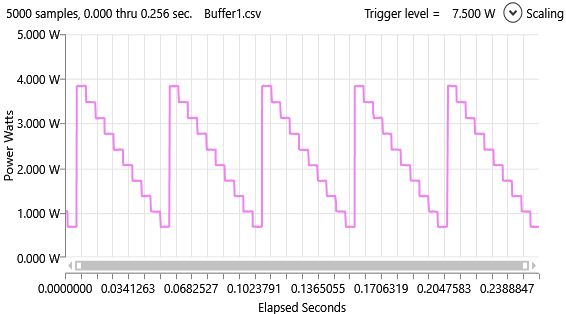 5000 samples, 0.000 thru 0.256 sec. Buffer1.csv Trigger level = 7.500 W Scaling
5.000 W
4.000 W
3.000 W
2.000 W
1.000 W
0.000 W
Power Watts
0.0000000 0.0341263 0.0682527 0.1023791 0.1365055 0.1706319 0.2047583 0.2388847
Elapsed Seconds